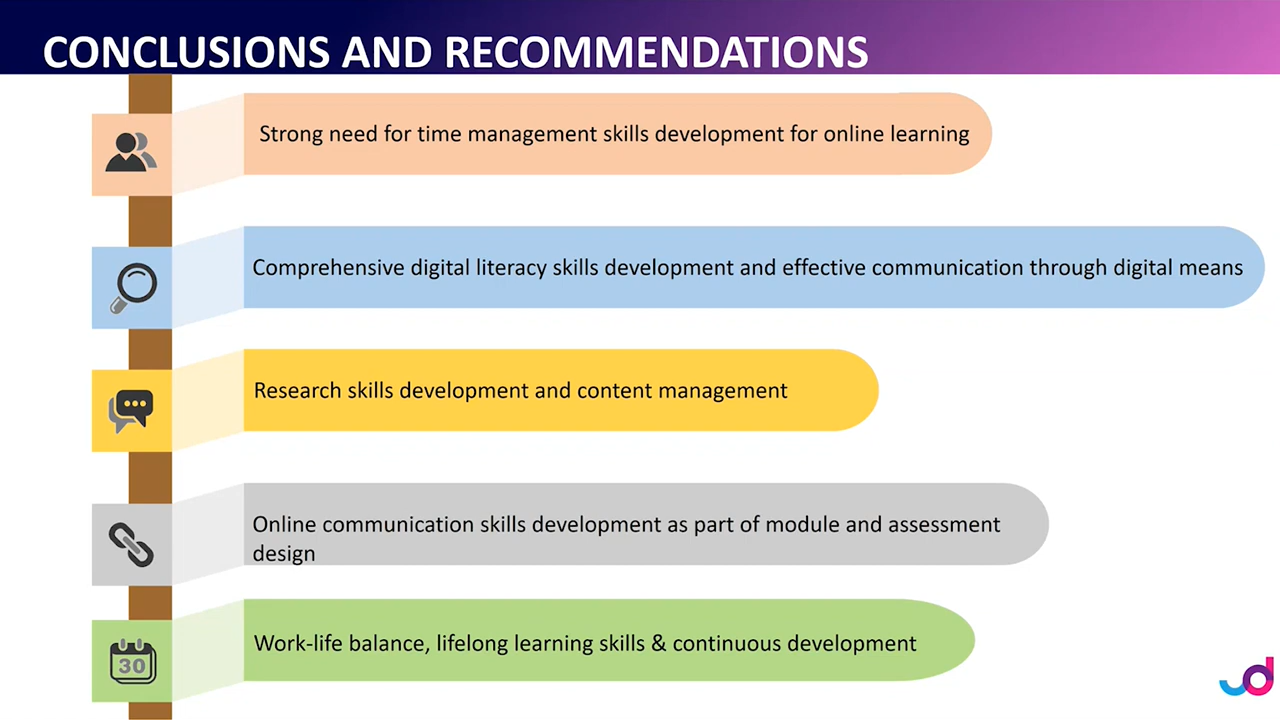 CONCLUSIONS AND RECOMMENDATIONS
Strong need for time management skills development for online learning
Comprehensive digital literacy skills development and effective communication through digital means
Research skills development and content management
Online communication skills development as part of module and assessment
design
30
Work-life balance, lifelong learning skills & continuous development